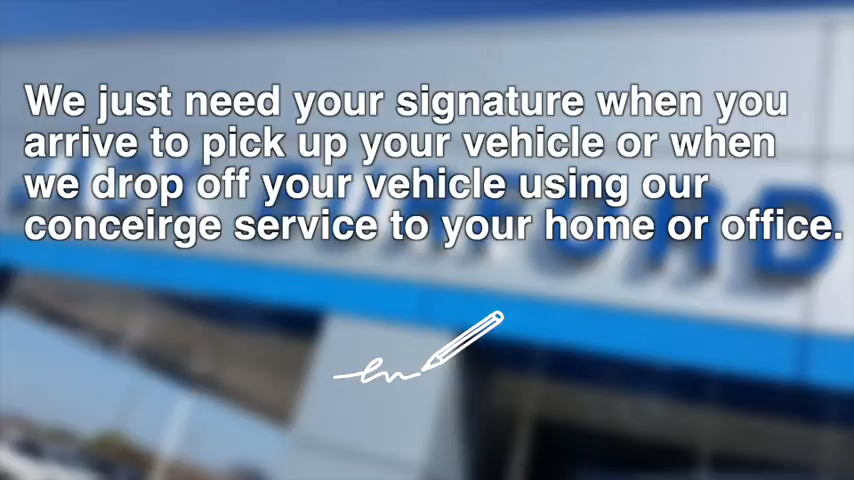 We just need your signature when you
arrive to pick up your vehicle or when
we drop off your vehicle using our
conceirge service to your home or office.